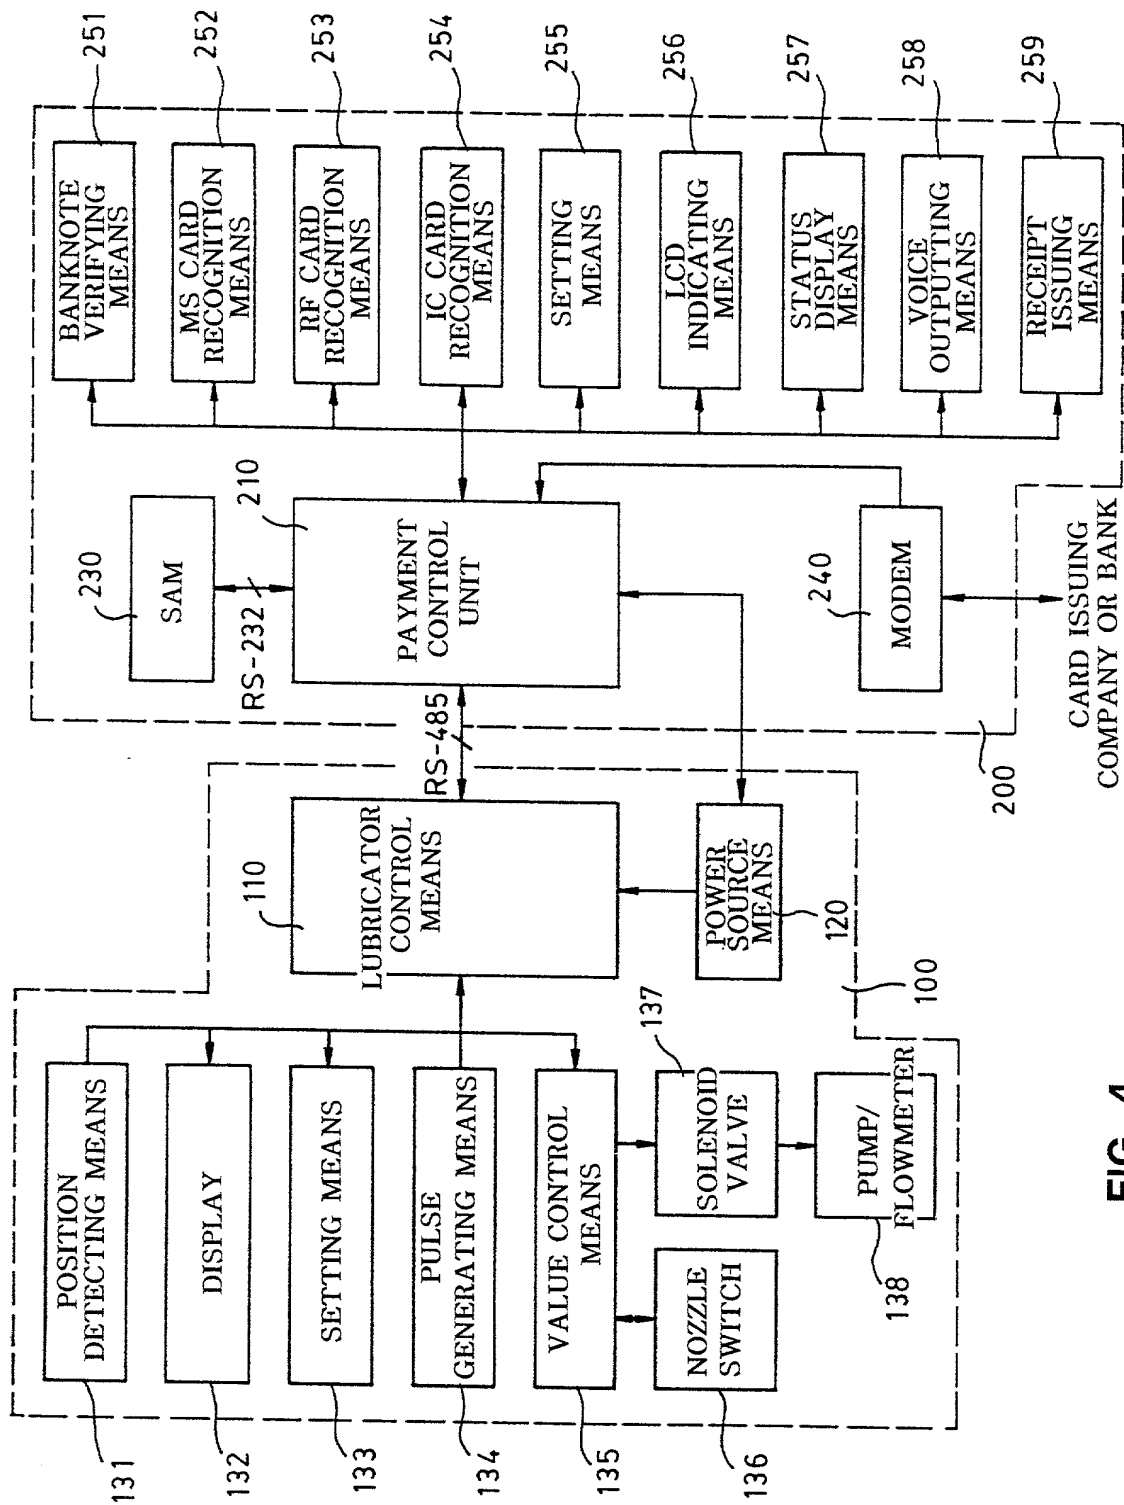 251
252
253
254
255
256
257
258
259
BANKNOTE
VERIFYING
MEANS
MS CARD
RECOGNITION
MEANS
RF CARD
RECOGNITION
MEANS
IC CARD
RECOGNITION
MEANS
SETTING
MEANS
LCD
INDICATING
MEANS
STATUS
DISPLAY
MEANS
VOICE
OUTPUTTING
MEANS
RECEIPT
ISSUING
MEANS
230
SAM
RS-232
210
PAYMENT
CONTROL
UNIT
240
MODEM
CARD ISSUING
COMPANY OR BANK
200
RS-485
110
LUBRICATOR
CONTROL
MEANS
POWER
SOURCE
MEANS
120
100
POSITION
DETECTING MEANS
DISPLAY
SETTING MEANS
PULSE
GENERATING MEANS
VALUE CONTROL
MEANS
137
SOLENOID
VALVE
PUMP/
FLOWMETER
138
NOZZLE
SWITCH
131
132
133
134
135
136